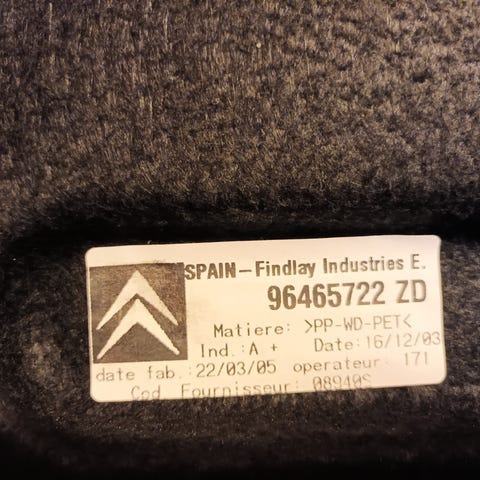 SPAIN-Findlay Industries E.
96465722 ZD
Matiere: >PP-WD-PET<
Ind.:A + Date:16/12/03
date fab.:22/03/05 operateur: 171
Cod Fournisseur: 08940S